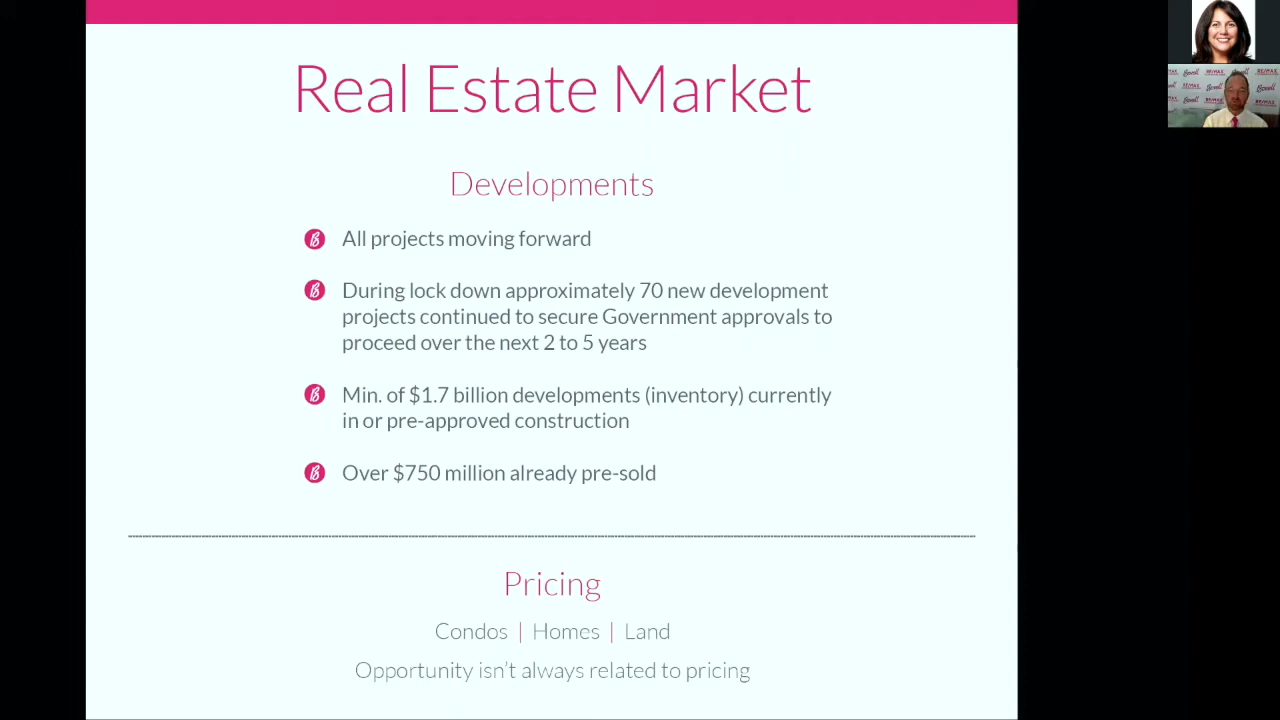 Real Estate Market
Developments
All projects moving forward
During lock down approximately 70 new development
projects continued to secure Government approvals to
proceed over the next 2 to 5 years
Min. of $1.7 billion developments (inventory) currently
in or pre-approved construction
Over $750 million already pre-sold
Pricing
Condos | Homes | Land
Opportunity isn't always related to pricing